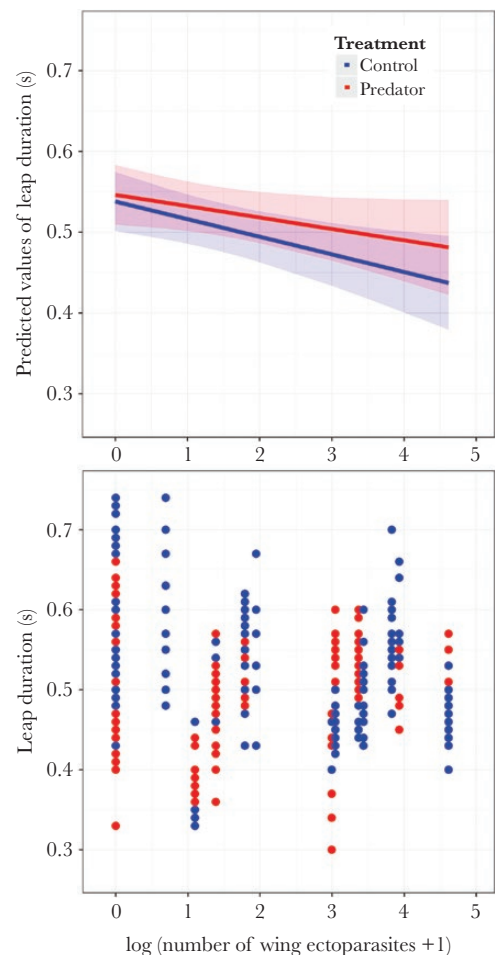 Predicted values of leap duration (s)
0.7
0.6
0.5
0.4
0.3
Treatment
Control
Predator
0 1 2 3 4 5
Leap duration (s)
0.7
0.6
0.5
0.4
0.3
0 1 2 3 4 5
log (number of wing ectoparasites +1)